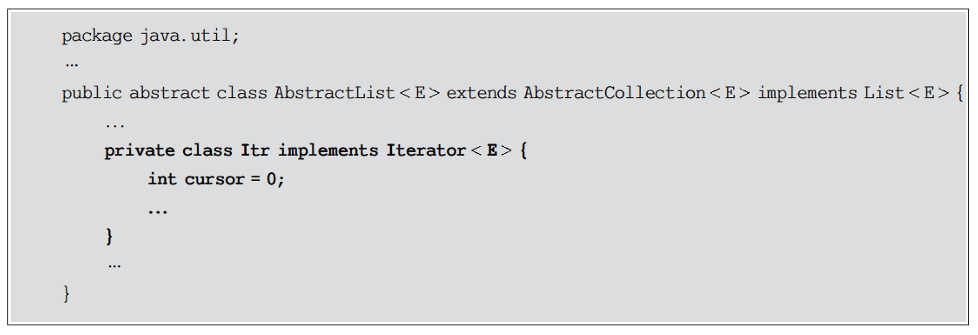 package java.util;
…
public abstract class AbstractList<E> extends AbstractCollection<E> implements List<E> {
…
private class Itr implements Iterator<E> {
int cursor = 0;
…
}
…
}